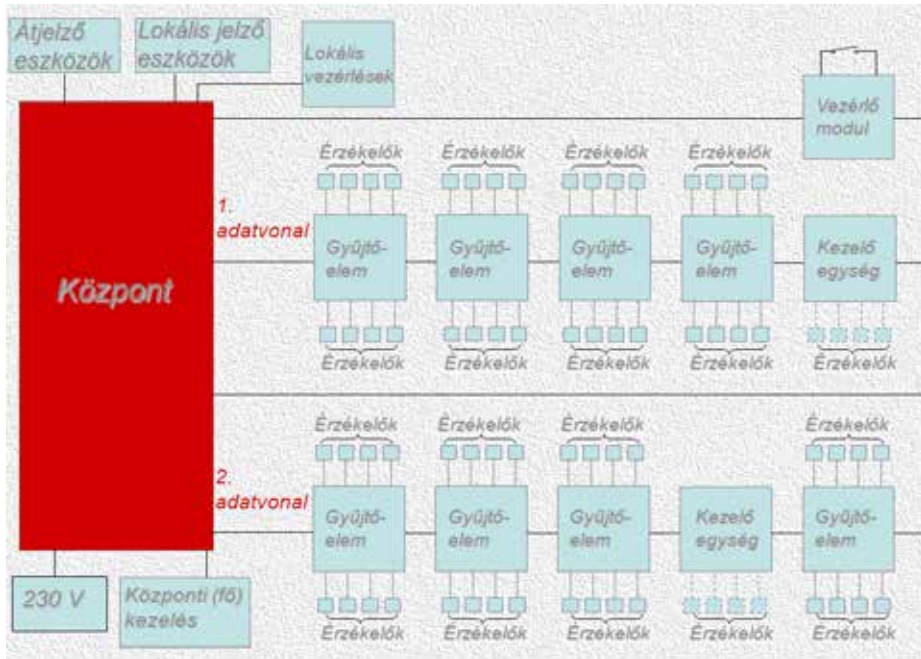 Átjelző
eszközök
Lokális jelző
eszközök
Lokális
vezérlések
Vezérlő
modul
Érzékelők
Érzékelők
Érzékelők
Érzékelők
1.
adatvonal
Gyűjtő-
elem
Gyűjtő-
elem
Gyűjtő-
elem
Gyűjtő-
elem
Kezelő
egység
Központ
Érzékelők
Érzékelők
Érzékelők
Érzékelők
Érzékelők
Érzékelők
Érzékelők
Érzékelők
Érzékelők
2.
adatvonal
Gyűjtő-
elem
Gyűjtő-
elem
Gyűjtő-
elem
Kezelő
egység
Gyűjtő-
elem
230 V
Központi (fő)
kezelés
Érzékelők
Érzékelők
Érzékelők
Érzékelők
Érzékelők